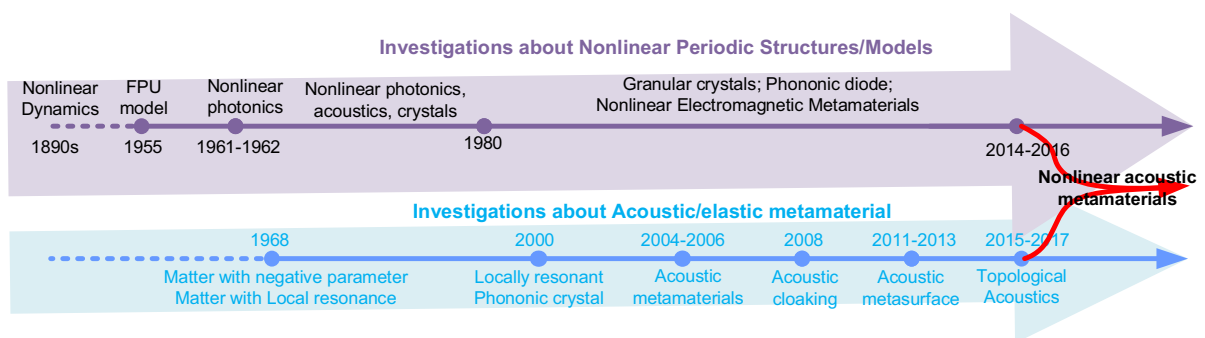 Investigations about Nonlinear Periodic Structures/Models
Nonlinear
Dynamics
FPU
model
Nonlinear
photonics
Nonlinear photonics,
acoustics, crystals
Granular crystals; Phononic diode;
Nonlinear Electromagnetic Metamaterials
1890s
1955
1961-1962
1980
2014-2016
Nonlinear acoustic
metamaterials
Investigations about Acoustic/elastic metamaterial
1968
2000
2004-2006
2008
2011-2013
2015-2017
Matter with negative parameter
Matter with Local resonance
Locally resonant
Phononic crystal
Acoustic
metamaterials
Acoustic
cloaking
Acoustic
metasurface
Topological
Acoustics